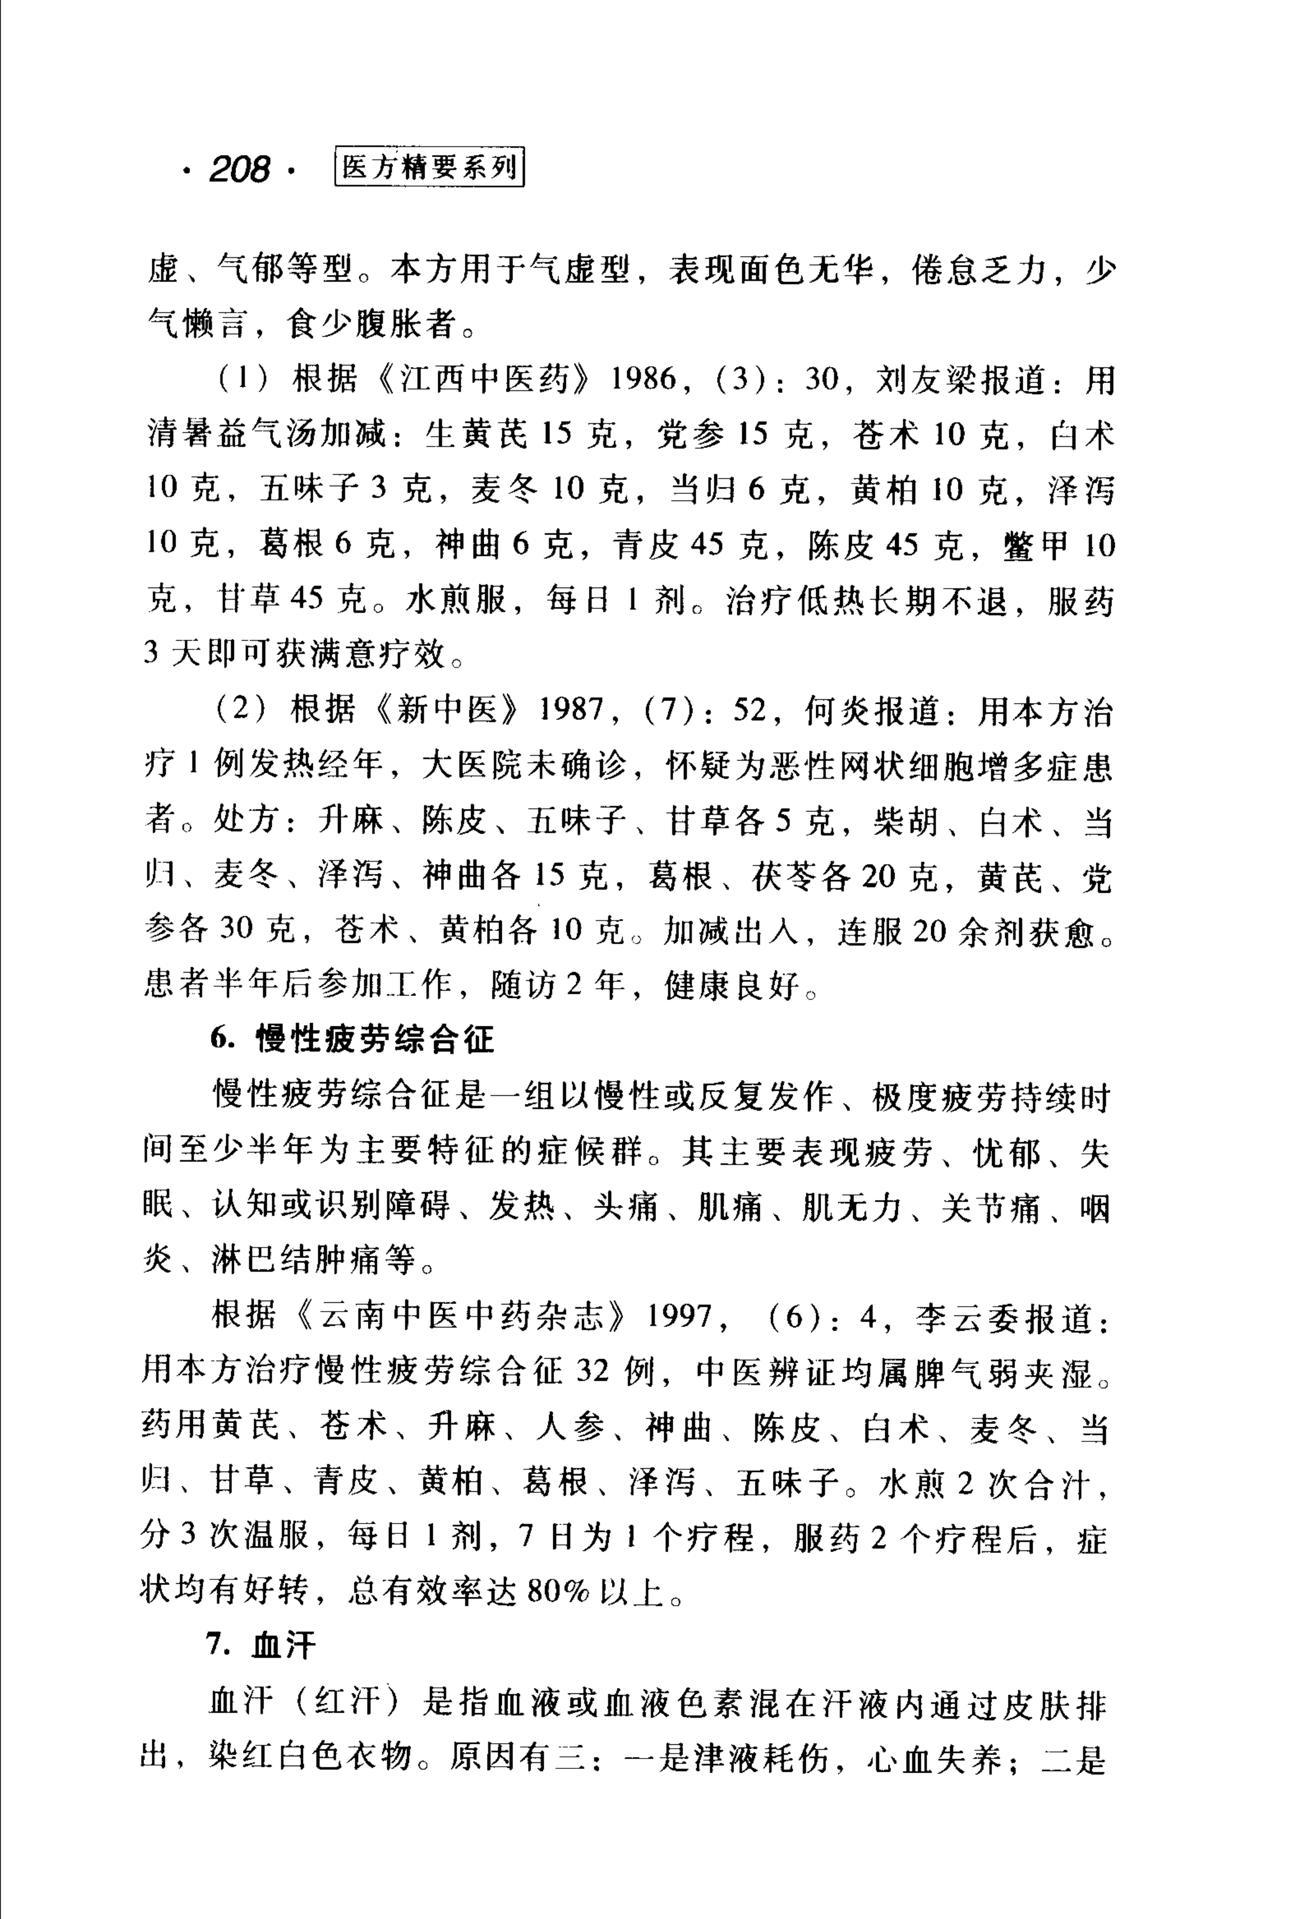 ·208· 医方精要系列
虚、气郁等型。本方用于气虚型，表现面色无华，倦怠乏力，少
气懒言，食少腹胀者。
(1) 根据《江西中医药》1986，(3)：30，刘友梁报道：用
清暑益气汤加减：生黄芪 15 克，党参 15 克，苍术 10 克，白术
10 克，五味子 3 克，麦冬 10 克，当归 6 克，黄柏 10 克，泽泻
10 克，葛根 6 克，神曲 6 克，青皮 45 克，陈皮 45 克，鳖甲 10
克，甘草 45 克。水煎服，每日 1 剂。治疗低热长期不退，服药
3 天即可获满意疗效。
(2) 根据《新中医》1987，(7)：52，何炎报道：用本方治
疗 1 例发热经年，大医院未确诊，怀疑为恶性网状细胞增多症患
者。处方：升麻、陈皮、五味子、甘草各 5 克，柴胡、白术、当
归、麦冬、泽泻、神曲各 15 克，葛根、茯苓各 20 克，黄芪、党
参各 30 克，苍术、黄柏各 10 克。加减出入，连服 20 余剂获愈。
患者半年后参加工作，随访 2 年，健康良好。
6. 慢性疲劳综合征
慢性疲劳综合征是一组以慢性或反复发作、极度疲劳持续时
间至少半年为主要特征的症候群。其主要表现疲劳、忧郁、失
眠、认知或识别障碍、发热、头痛、肌痛、肌无力、关节痛、咽
炎、淋巴结肿痛等。
根据《云南中医中药杂志》1997，(6)：4，李云委报道：
用本方治疗慢性疲劳综合征 32 例，中医辨证均属脾气弱夹湿。
药用黄芪、苍术、升麻、人参、神曲、陈皮、白术、麦冬、当
归、甘草、青皮、黄柏、葛根、泽泻、五味子。水煎 2 次合汁，
分 3 次温服，每日 1 剂，7 日为 1 个疗程，服药 2 个疗程后，症
状均有好转，总有效率达 80% 以上。
7. 血汗
血汗（红汗）是指血液或血液色素混在汗液内通过皮肤排
出，染红白色衣物。原因有三：一是津液耗伤，心血失养；二是